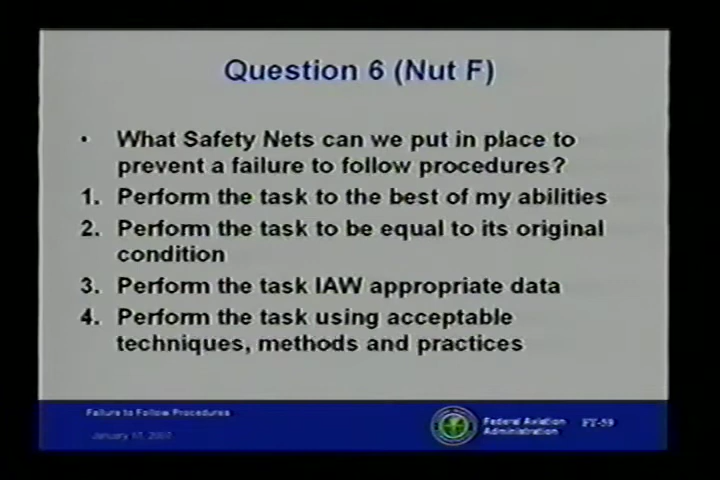 Question 6 (Nut F)
• What Safety Nets can we put in place to
prevent a failure to follow procedures?
1. Perform the task to the best of my abilities
2. Perform the task to be equal to its original
condition
3. Perform the task IAW appropriate data
4. Perform the task using acceptable
techniques, methods and practices
Failure to Follow Procedures
January 17,
Federal Aviation
Administration
FT-59